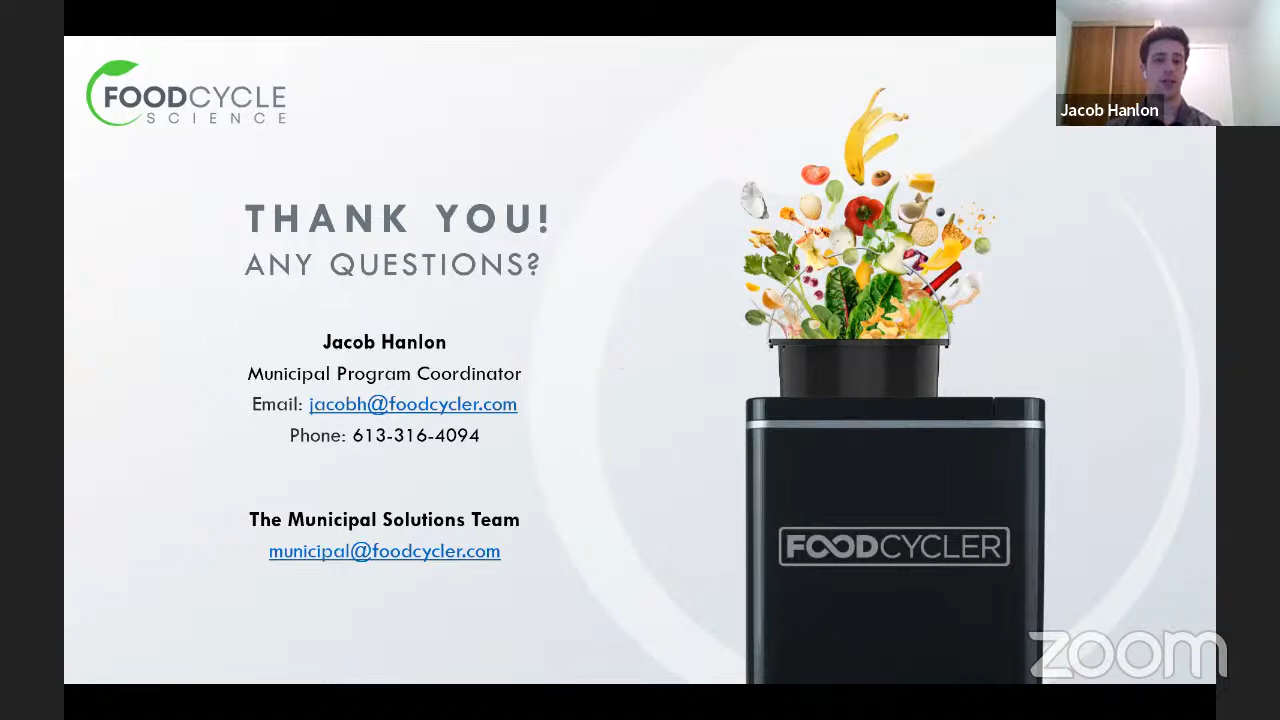 FOODCYCLE
SCIENCE
Jacob Hanlon
THANK YOU!
ANY QUESTIONS?
Jacob Hanlon
Municipal Program Coordinator
Email: jacobh@foodcycler.com
Phone: 613-316-4094
The Municipal Solutions Team
municipal@foodcycler.com
FOODCYCLER
zoom